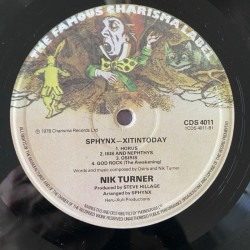 THE FAMOUS CHARISMA LABEL
CDS 4011
(CDS 4011-B)
℗ 1978 Charisma Records Ltd
SPHYNX—XITINTODAY
1. HORUS
2. ISIS AND NEPHTHYS
3. OSIRIS
4. GOD ROCK (The Awakening)
Words and music composed by Osiris and Nik Turner
NIK TURNER
Produced by STEVE HILLAGE
Arranged by SPHYNX